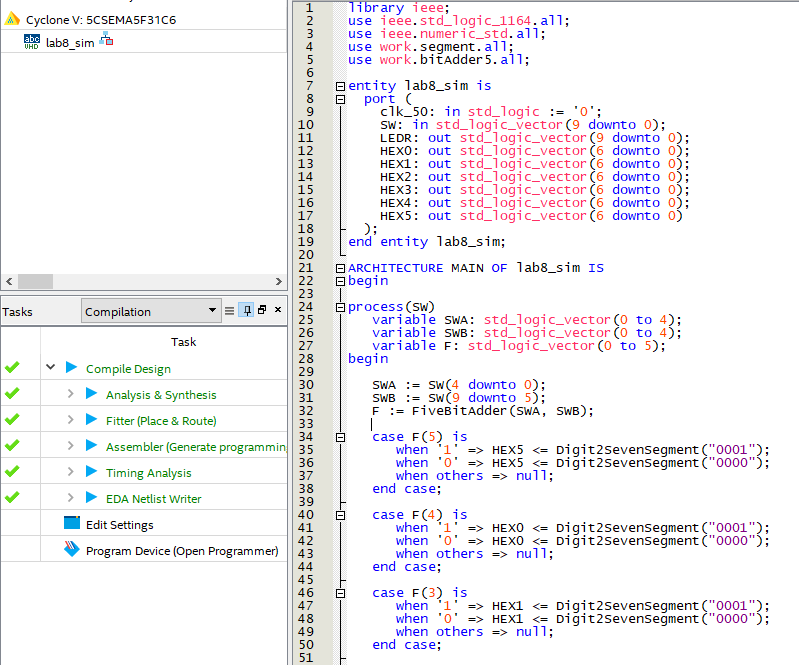 Cyclone V: 5CSEMA5F31C6
abc
VHD
lab8_sim
Tasks
Compilation
Task
Compile Design
Analysis & Synthesis
Fitter (Place & Route)
Assembler (Generate programmin
Timing Analysis
EDA Netlist Writer
Edit Settings
Program Device (Open Programmer)
1 library ieee;
2 use ieee.std_logic_1164.all;
3 use ieee.numeric_std.all;
4 use work.segment.all;
5 use work.bitAdder5.all;
6
7 entity lab8_sim is
8 port (
9 clk_50: in std_logic := '0';
10 SW: in std_logic_vector(9 downto 0);
11 LEDR: out std_logic_vector(9 downto 0);
12 HEX0: out std_logic_vector(6 downto 0);
13 HEX1: out std_logic_vector(6 downto 0);
14 HEX2: out std_logic_vector(6 downto 0);
15 HEX3: out std_logic_vector(6 downto 0);
16 HEX4: out std_logic_vector(6 downto 0);
17 HEX5: out std_logic_vector(6 downto 0)
18 );
19 end entity lab8_sim;
20
21 ARCHITECTURE MAIN OF lab8_sim IS
22 begin
23
24 process(SW)
25 variable SWA: std_logic_vector(0 to 4);
26 variable SWB: std_logic_vector(0 to 4);
27 variable F: std_logic_vector(0 to 5);
28 begin
29
30 SWA := SW(4 downto 0);
31 SWB := SW(9 downto 5);
32 F := FiveBitAdder(SWA, SWB);
33
34 case F(5) is
35 when '1' => HEX5 <= Digit2SevenSegment("0001");
36 when '0' => HEX5 <= Digit2SevenSegment("0000");
37 when others => null;
38 end case;
39
40 case F(4) is
41 when '1' => HEX0 <= Digit2SevenSegment("0001");
42 when '0' => HEX0 <= Digit2SevenSegment("0000");
43 when others => null;
44 end case;
45
46 case F(3) is
47 when '1' => HEX1 <= Digit2SevenSegment("0001");
48 when '0' => HEX1 <= Digit2SevenSegment("0000");
49 when others => null;
50 end case;
51